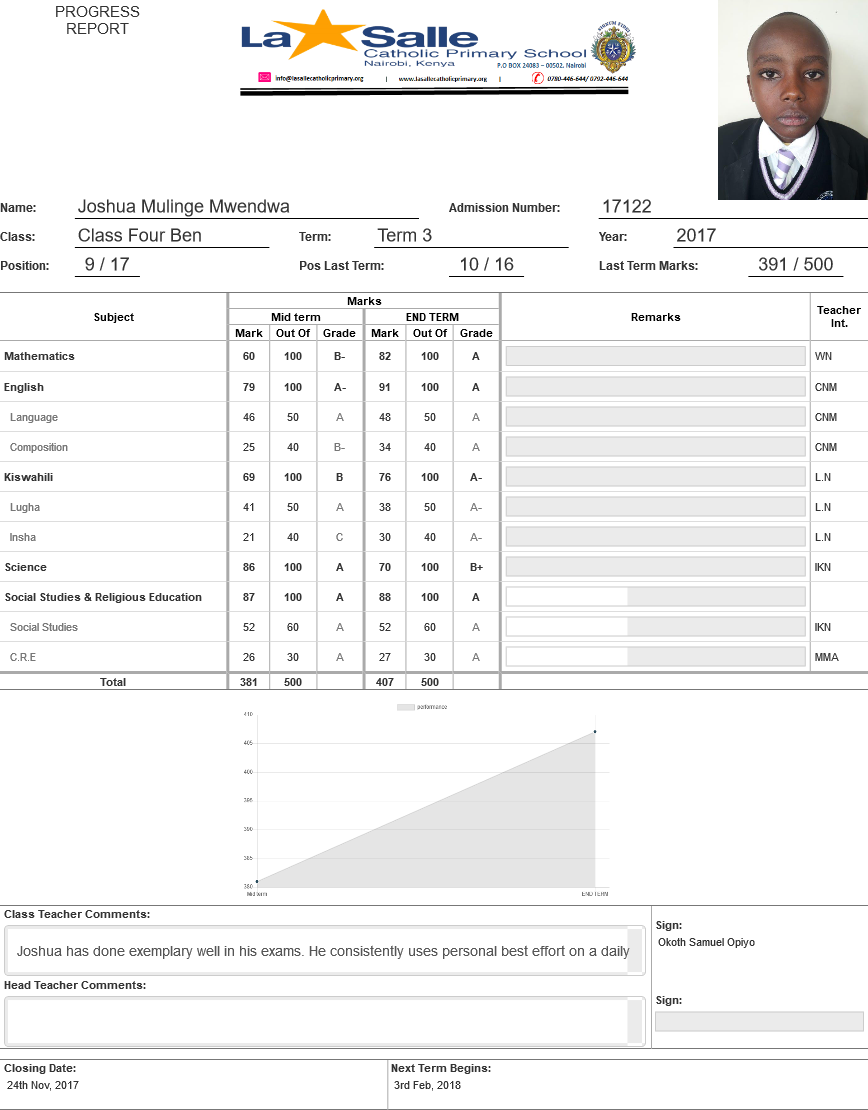 PROGRESS
REPORT
La Salle
Catholic Primary School
Nairobi, Kenya
P.O BOX 24083 – 00502, Nairobi
info@lasallecatholicprimary.org | www.lasallecatholicprimary.org | 0780-446-644/ 0792-446-644
Name: Joshua Mulinge Mwendwa Admission Number: 17122
Class: Class Four Ben Term: Term 3 Year: 2017
Position: 9 / 17 Pos Last Term: 10 / 16 Last Term Marks: 391 / 500
Subject Marks Remarks Teacher Int.
Mid term END TERM
Mark Out Of Grade Mark Out Of Grade
Mathematics 60 100 B- 82 100 A WN
English 79 100 A- 91 100 A CNM
Language 46 50 A 48 50 A CNM
Composition 25 40 B- 34 40 A CNM
Kiswahili 69 100 B 76 100 A- L.N
Lugha 41 50 A 38 50 A- L.N
Insha 21 40 C 30 40 A- L.N
Science 86 100 A 70 100 B+ IKN
Social Studies & Religious Education 87 100 A 88 100 A
Social Studies 52 60 A 52 60 A IKN
C.R.E 26 30 A 27 30 A MMA
Total 381 500 407 500
performance
410
405
400
395
390
385
380
Mid term END TERM
Class Teacher Comments:
Joshua has done exemplary well in his exams. He consistently uses personal best effort on a daily
Sign:
Okoth Samuel Opiyo
Head Teacher Comments:
Sign:
Closing Date: Next Term Begins:
24th Nov, 2017 3rd Feb, 2018